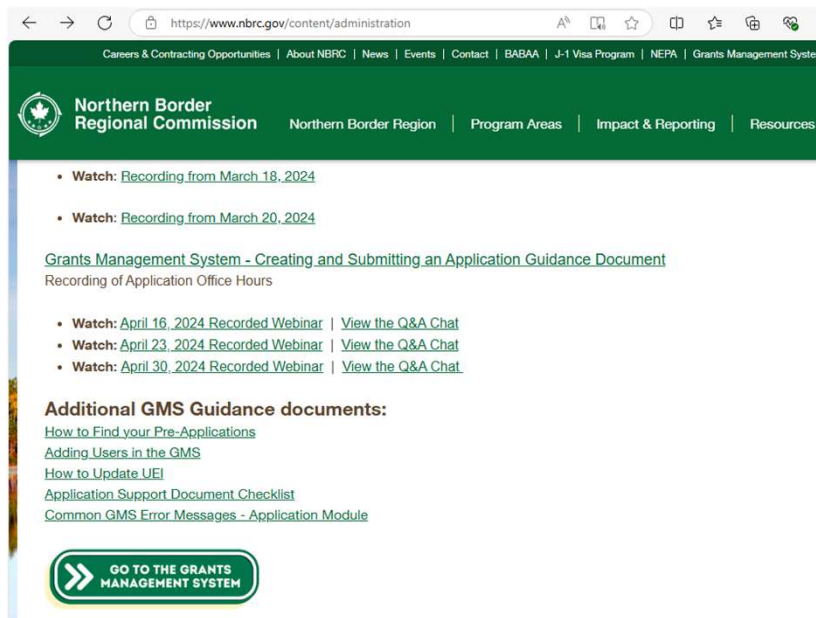 https://www.nbrc.gov/content/administration
Careers & Contracting Opportunities | About NBRC | News | Events | Contact | BABAA | J-1 Visa Program | NEPA | Grants Management Syste
Northern Border
Regional Commission
Northern Border Region | Program Areas | Impact & Reporting | Resources
• Watch: Recording from March 18, 2024
• Watch: Recording from March 20, 2024
Grants Management System - Creating and Submitting an Application Guidance Document
Recording of Application Office Hours
• Watch: April 16, 2024 Recorded Webinar | View the Q&A Chat
• Watch: April 23, 2024 Recorded Webinar | View the Q&A Chat
• Watch: April 30, 2024 Recorded Webinar | View the Q&A Chat
Additional GMS Guidance documents:
How to Find your Pre-Applications
Adding Users in the GMS
How to Update UEI
Application Support Document Checklist
Common GMS Error Messages - Application Module
GO TO THE GRANTS
MANAGEMENT SYSTEM